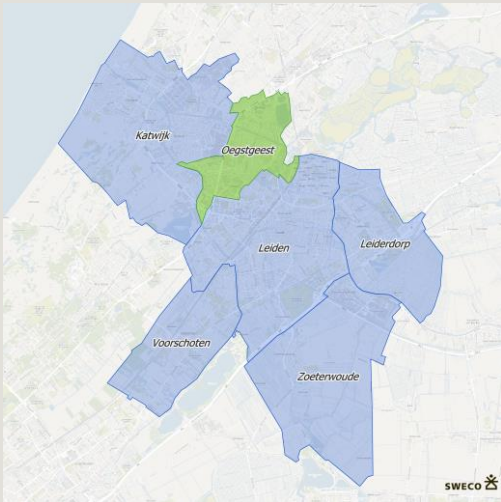 Katwijk
Oegstgeest
Leiden
Leiderdorp
Voorschoten
Zoeterwoude
SWECO